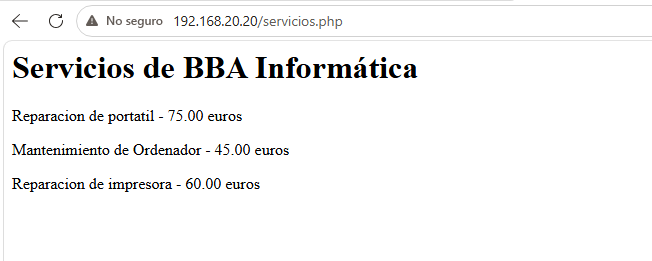 No seguro 192.168.20.20/servicios.php
Servicios de BBA Informática
Reparacion de portatil - 75.00 euros
Mantenimiento de Ordenador - 45.00 euros
Reparacion de impresora - 60.00 euros